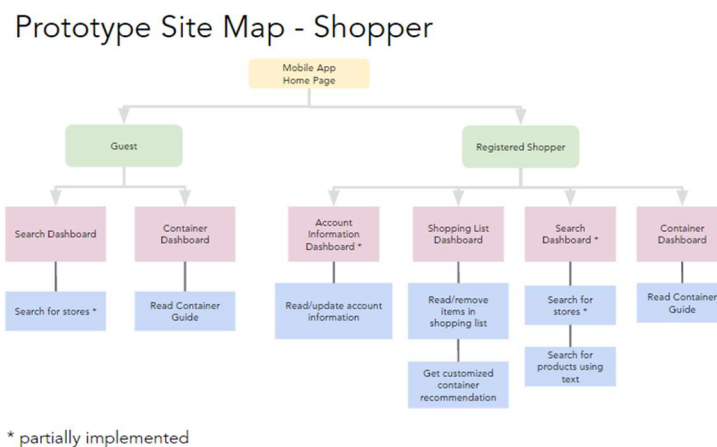 Prototype Site Map - Shopper
Mobile App
Home Page
Guest
Registered Shopper
Search Dashboard
Container
Dashboard
Account
Information
Dashboard *
Shopping List
Dashboard
Search
Dashboard *
Container
Dashboard
Search for stores *
Read Container
Guide
Read/update account
information
Read/remove
items in
shopping list
Search for
stores *
Read Container
Guide
Get customized
container
recommendation
Search for
products using
text
* partially implemented